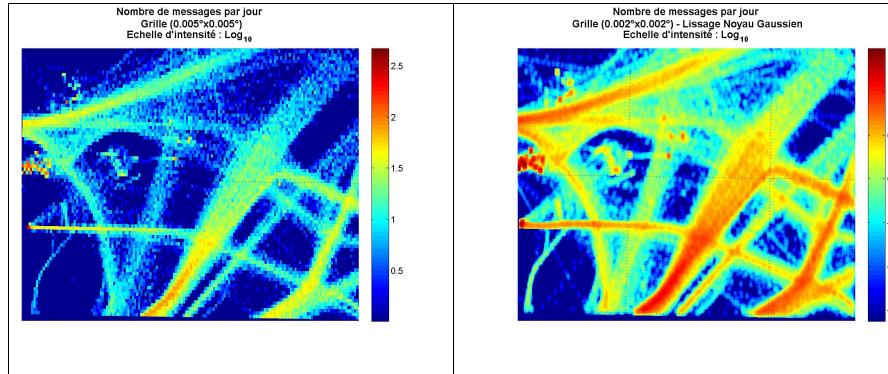 Nombre de messages par jour
Grille (0.005°x0.005°)
Echelle d'intensité : Log10
2.5
2
1.5
1
0.5
Nombre de messages par jour
Grille (0.002°x0.002°) - Lissage Noyau Gaussien
Echelle d'intensité : Log10